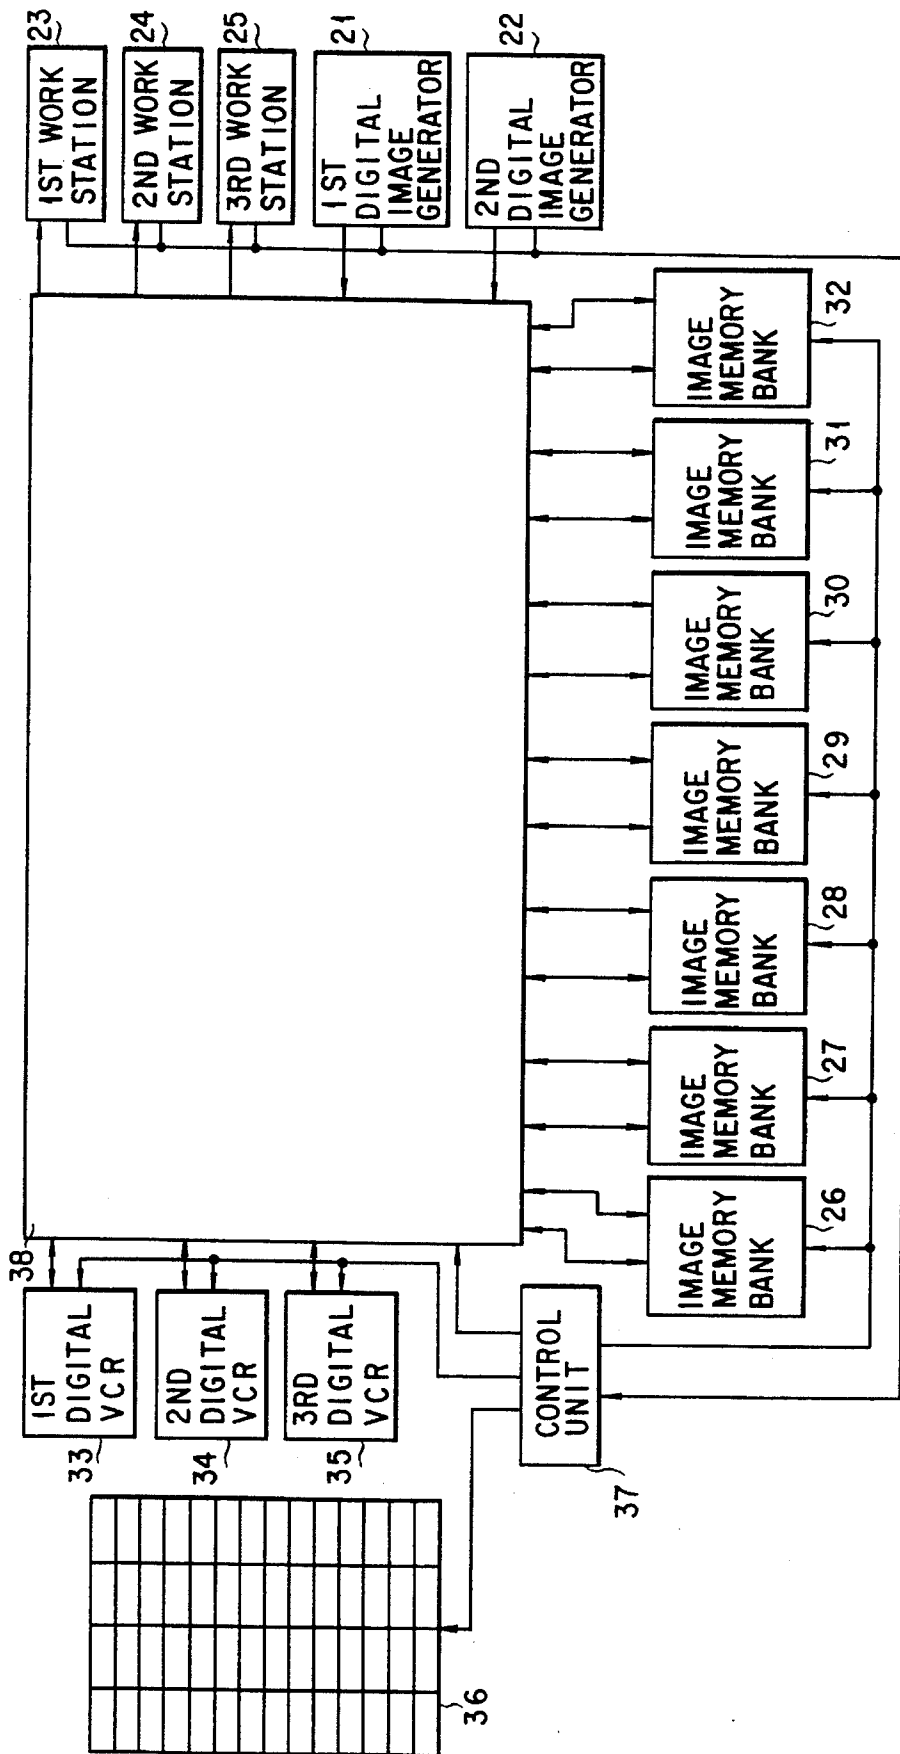 23
1ST WORK
STATION
24
2ND WORK
STATION
25
3RD WORK
STATION
21
1ST
DIGITAL
IMAGE
GENERATOR
22
2ND
DIGITAL
IMAGE
GENERATOR
38
1ST
DIGITAL
VCR
33
2ND
DIGITAL
VCR
34
3RD
DIGITAL
VCR
35
36
CONTROL
UNIT
37
IMAGE
MEMORY
BANK
26
IMAGE
MEMORY
BANK
27
IMAGE
MEMORY
BANK
28
IMAGE
MEMORY
BANK
29
IMAGE
MEMORY
BANK
30
IMAGE
MEMORY
BANK
31
IMAGE
MEMORY
BANK
32